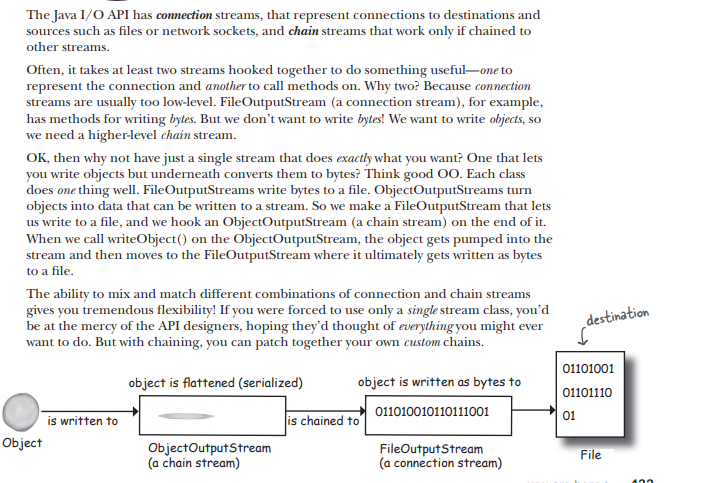 The Java I/O API has connection streams, that represent connections to destinations and
sources such as files or network sockets, and chain streams that work only if chained to
other streams.
Often, it takes at least two streams hooked together to do something useful—one to
represent the connection and another to call methods on. Why two? Because connection
streams are usually too low-level. FileOutputStream (a connection stream), for example,
has methods for writing bytes. But we don't want to write bytes! We want to write objects, so
we need a higher-level chain stream.
OK, then why not have just a single stream that does exactly what you want? One that lets
you write objects but underneath converts them to bytes? Think good OO. Each class
does one thing well. FileOutputStreams write bytes to a file. ObjectOutputStreams turn
objects into data that can be written to a stream. So we make a FileOutputStream that lets
us write to a file, and we hook an ObjectOutputStream (a chain stream) on the end of it.
When we call writeObject() on the ObjectOutputStream, the object gets pumped into the
stream and then moves to the FileOutputStream where it ultimately gets written as bytes
to a file.
The ability to mix and match different combinations of connection and chain streams
gives you tremendous flexibility! If you were forced to use only a single stream class, you'd
be at the mercy of the API designers, hoping they'd thought of everything you might ever
want to do. But with chaining, you can patch together your own custom chains.
destination
object is flattened (serialized)
object is written as bytes to
01101001
01101110
01
011010010110111001
is written to
is chained to
Object
ObjectOutputStream
(a chain stream)
FileOutputStream
(a connection stream)
File